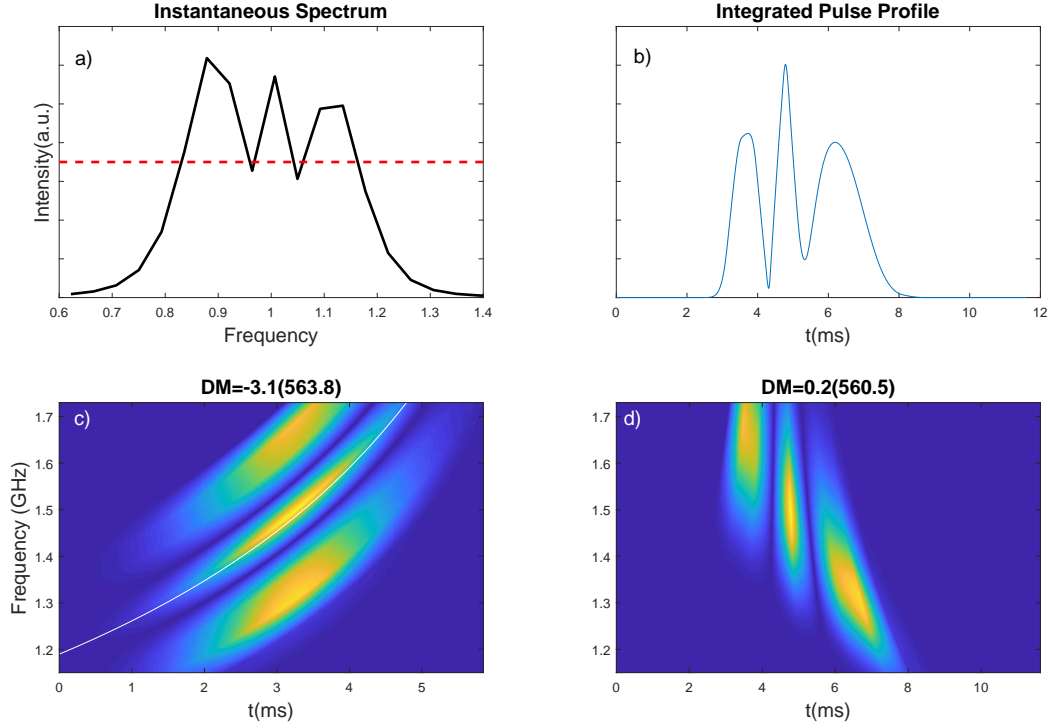 Instantaneous Spectrum
a)
Intensity(a.u.)
0.6 0.7 0.8 0.9 1 1.1 1.2 1.3 1.4
Frequency
Integrated Pulse Profile
b)
0 2 4 6 8 10 12
t(ms)
DM=-3.1(563.8)
c)
Frequency (GHz)
1.7
1.6
1.5
1.4
1.3
1.2
0 1 2 3 4 5
t(ms)
DM=0.2(560.5)
d)
1.7
1.6
1.5
1.4
1.3
1.2
0 2 4 6 8 10
t(ms)